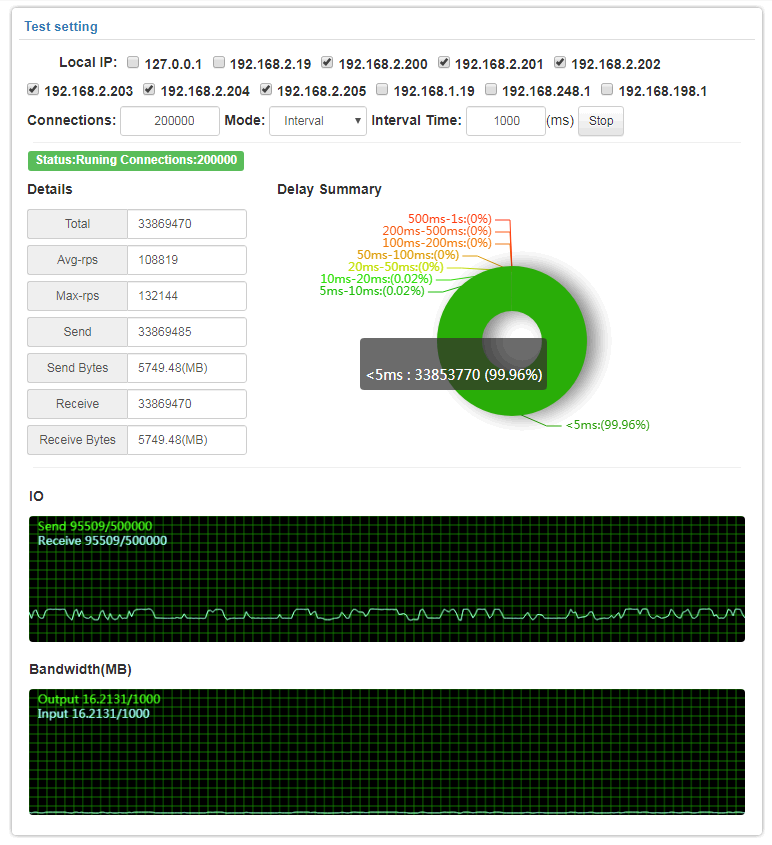 Test setting
Local IP: 127.0.0.1 192.168.2.19 192.168.2.200 192.168.2.201 192.168.2.202
192.168.2.203 192.168.2.204 192.168.2.205 192.168.1.19 192.168.248.1 192.168.198.1
Connections: 200000 Mode: Interval Interval Time: 1000 (ms) Stop
Status:Runing Connections:200000
Details
Total 33869470
Avg-rps 108819
Max-rps 132144
Send 33869485
Send Bytes 5749.48(MB)
Receive 33869470
Receive Bytes 5749.48(MB)
Delay Summary
500ms-1s:(0%)
200ms-500ms:(0%)
100ms-200ms:(0%)
50ms-100ms:(0%)
20ms-50ms:(0%)
10ms-20ms:(0.02%)
5ms-10ms:(0.02%)
<5ms : 33853770 (99.96%)
<5ms:(99.96%)
IO
Send 95509/500000
Receive 95509/500000
Bandwidth(MB)
Output 16.2131/1000
Input 16.2131/1000